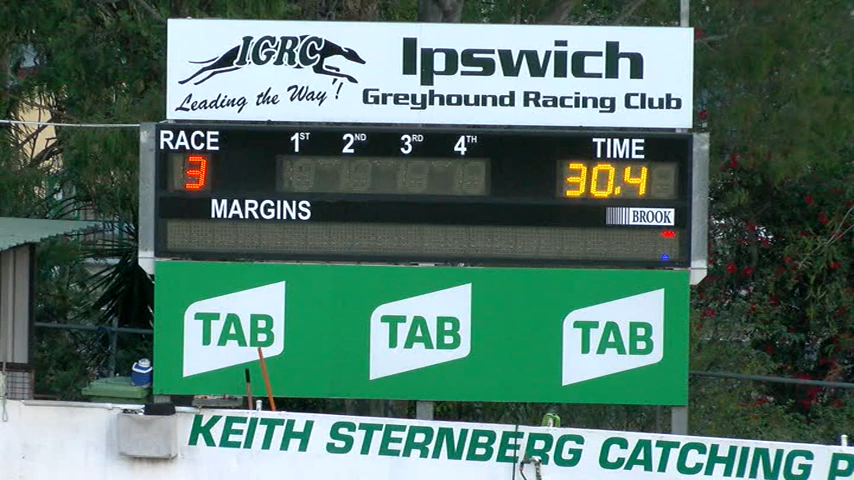 IGRC
Leading the Way!
Ipswich
Greyhound Racing Club
RACE 1ST 2ND 3RD 4TH TIME
3 30.4
MARGINS BROOK
TAB TAB TAB
KEITH STERNBERG CATCHING P